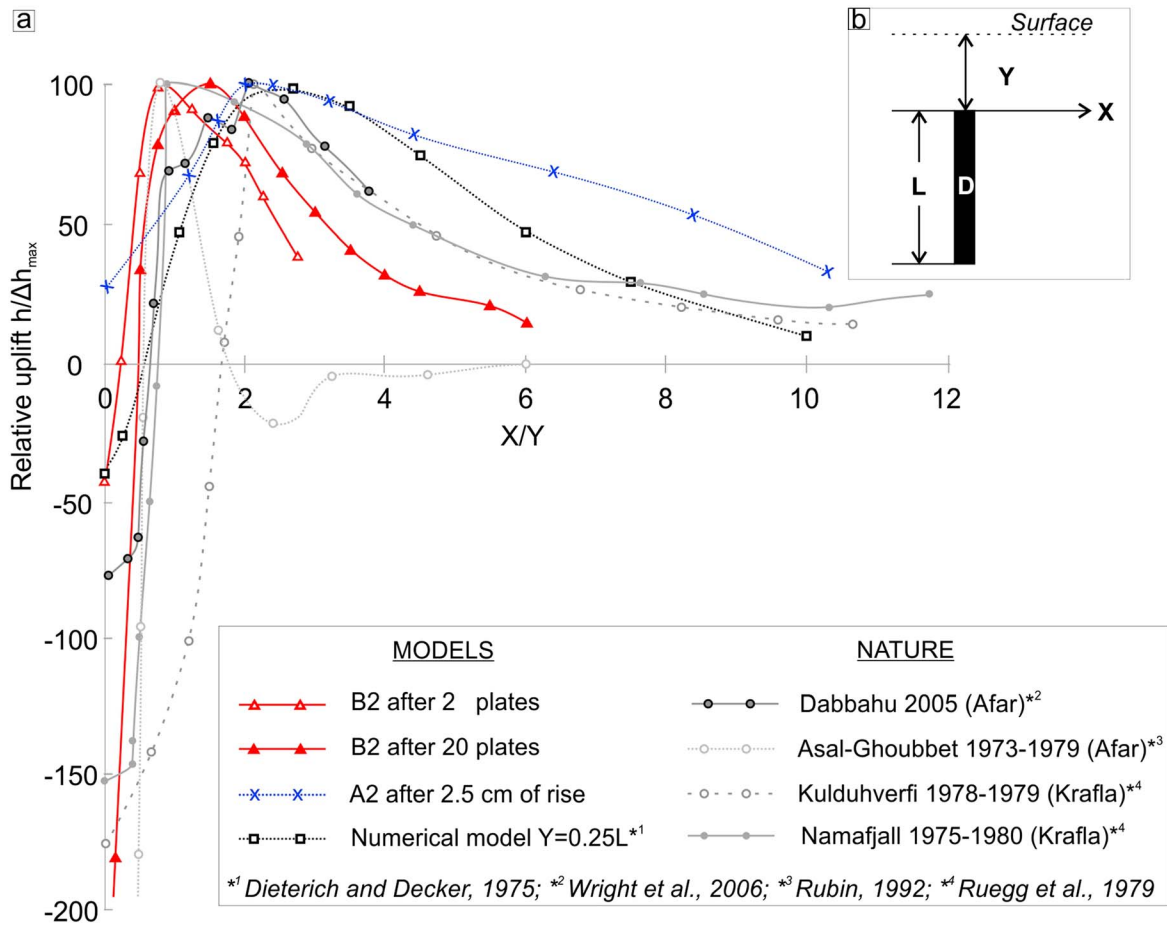 a
b
Surface
Y
X
L
D
Relative uplift h/Δhmax
100
50
0
-50
-100
-150
-200
0 2 4 6 8 10 12
X/Y
MODELS
B2 after 2 plates
B2 after 20 plates
A2 after 2.5 cm of rise
Numerical model Y=0.25L*1
NATURE
Dabbahu 2005 (Afar)*2
Asal-Ghoubbet 1973-1979 (Afar)*3
Kulduhverfi 1978-1979 (Krafla)*4
Namafjall 1975-1980 (Krafla)*4
*1 Dieterich and Decker, 1975; *2 Wright et al., 2006; *3 Rubin, 1992; *4 Ruegg et al., 1979